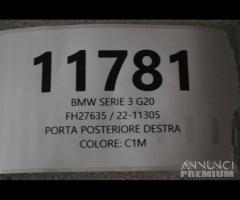 11781
BMW SERIE 3 G20
FH27635 / 22-11305
PORTA POSTERIORE DESTRA
COLORE: C1M
ANNUNCI
PREMIUM